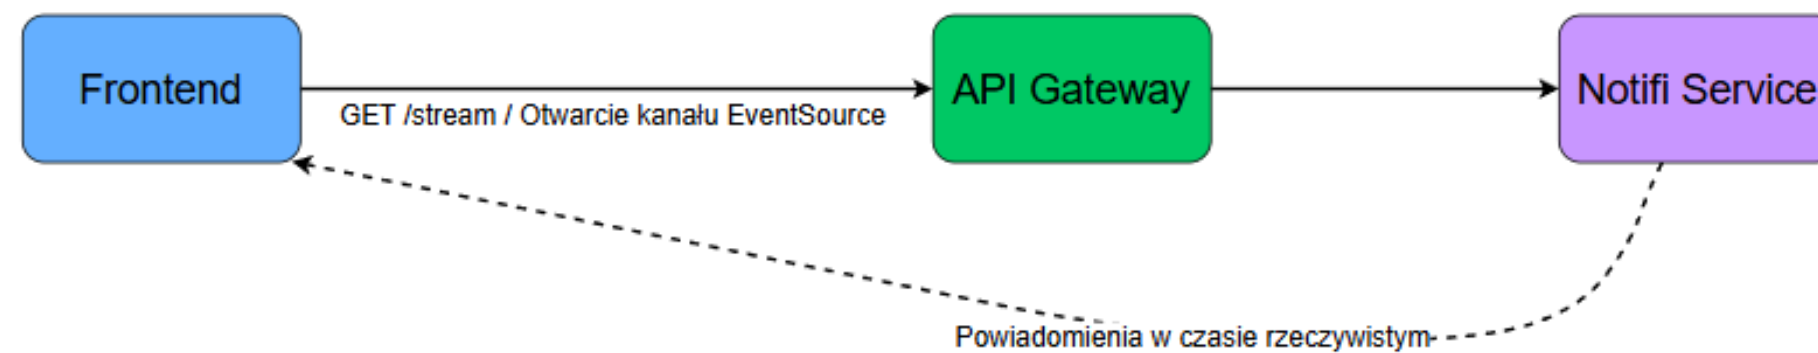 Frontend
API Gateway
Notifi Service
GET /stream / Otwarcie kanału EventSource
Powiadomienia w czasie rzeczywistym